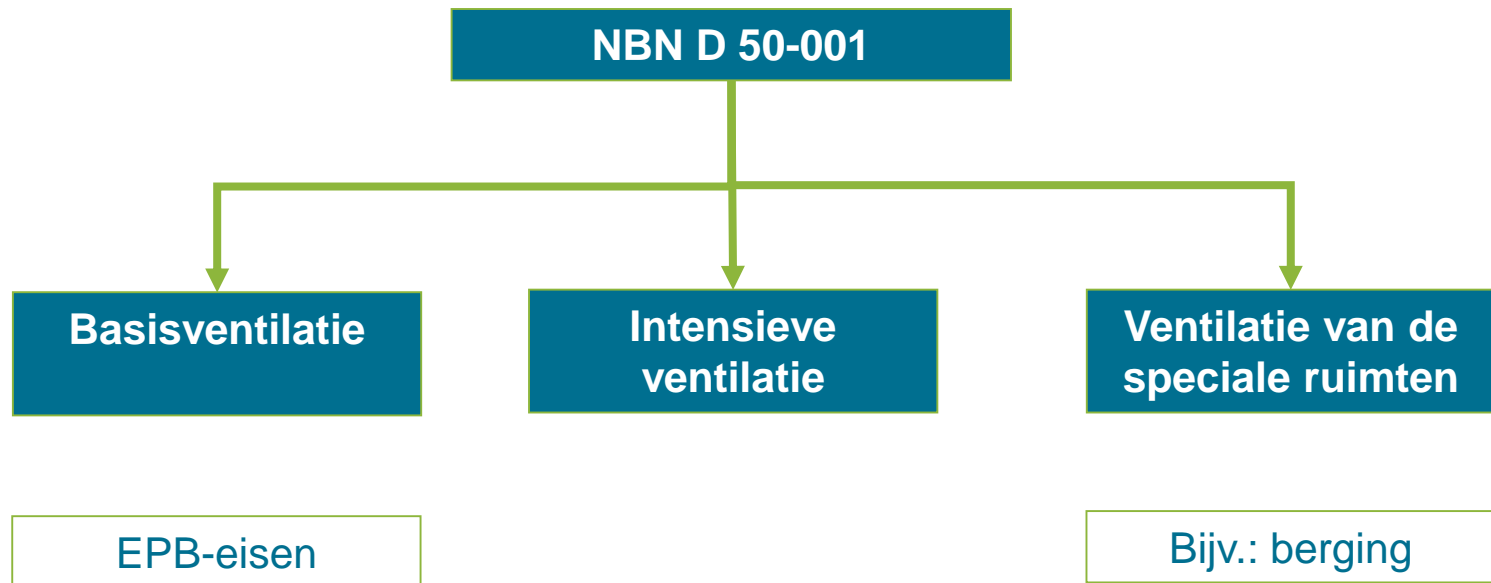 NBN D 50-001
Basisventilatie
Intensieve
ventilatie
Ventilatie van de
speciale ruimten
EPB-eisen
Bijv.: berging